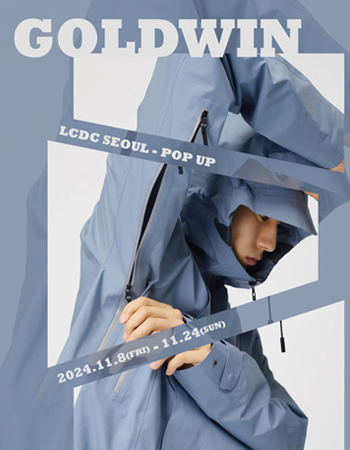 GOLDWIN
LCDC SEOUL - POP UP
2024.11.8(FRI) - 11.24(SUN)